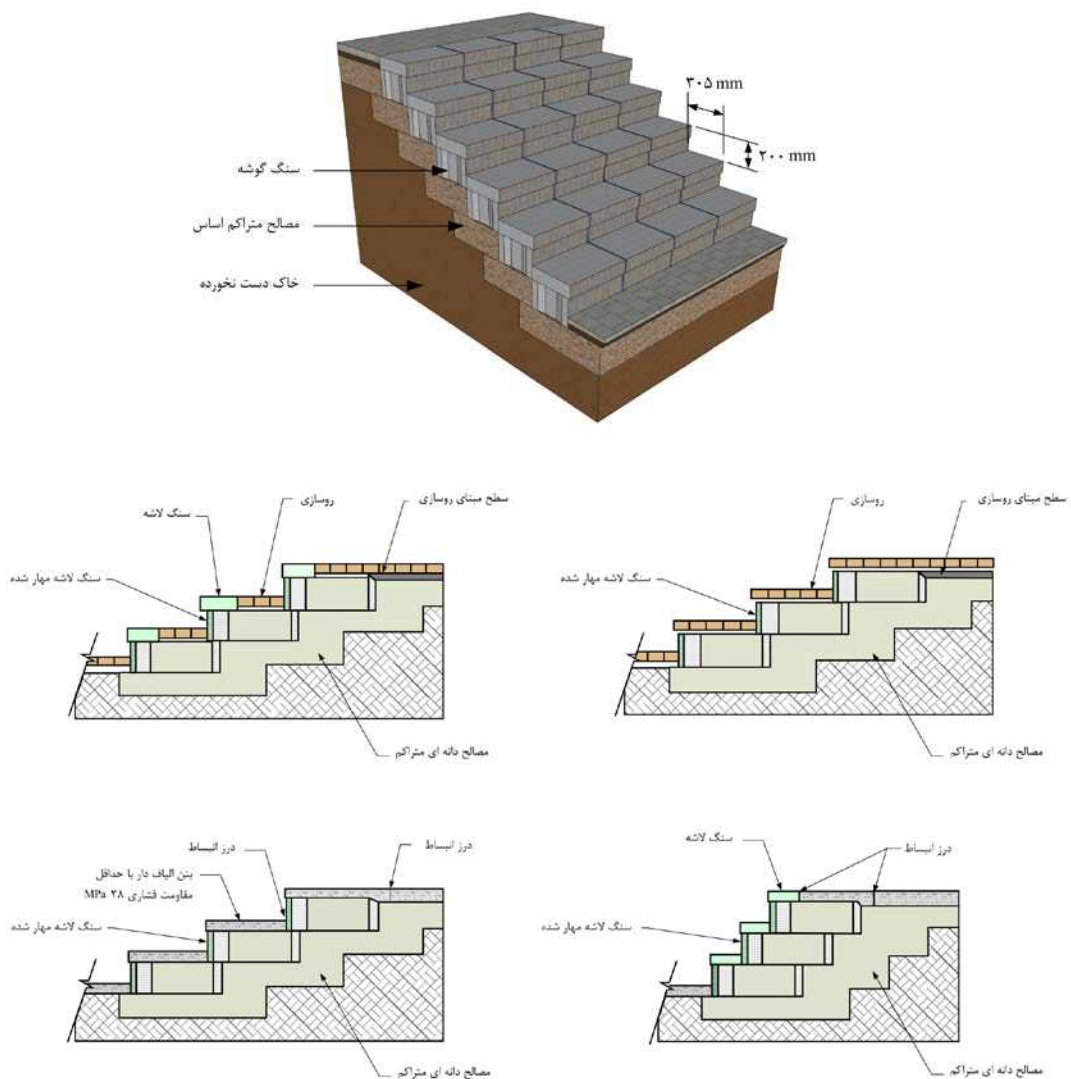 ۳۰۵ mm
۲۰۰ mm
سنگ گوشه
مصالح متراکم اساس
خاک دست نخورده
سطح مبنای روسازی
روسازی
سنگ لاشه
سنگ لاشه مهار شده
مصالح دانه ای متراکم
سطح مبنای روسازی
روسازی
سنگ لاشه مهار شده
مصالح دانه ای متراکم
درز انبساط
درز انبساط
بتن الیاف دار با حداقل
مقاومت فشاری ۲۸ MPa
سنگ لاشه مهار شده
مصالح دانه ای متراکم
سنگ لاشه
درز انبساط
سنگ لاشه مهار شده
مصالح دانه ای متراکم